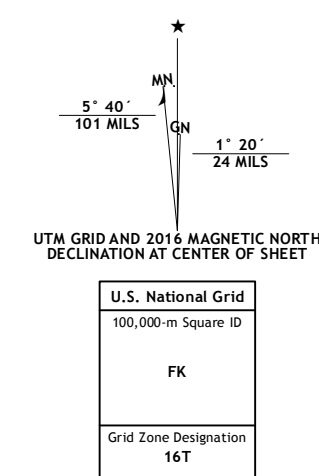 MN
5° 40´
101 MILS
GN
1° 20´
24 MILS
UTM GRID AND 2016 MAGNETIC NORTH
DECLINATION AT CENTER OF SHEET
U.S. National Grid
100,000-m Square ID
FK
Grid Zone Designation
16T